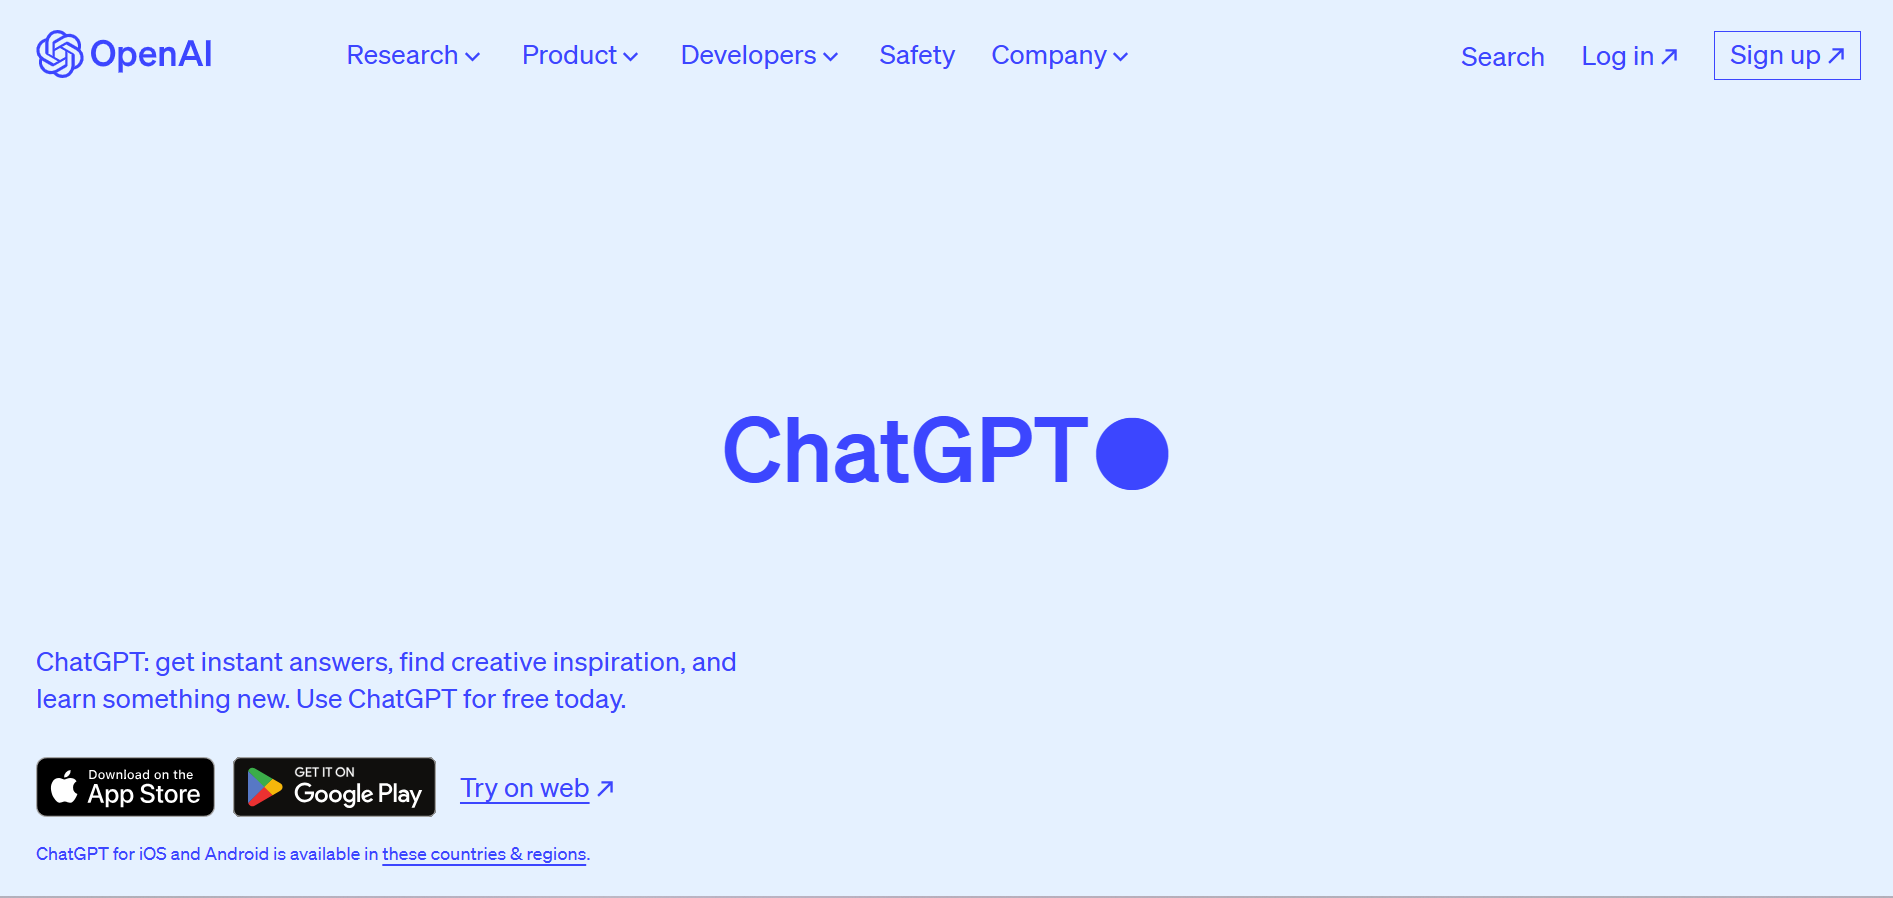 OpenAI Research Product Developers Safety Company Search Log in Sign up
ChatGPT
ChatGPT: get instant answers, find creative inspiration, and
learn something new. Use ChatGPT for free today.
Download on the
App Store
GET IT ON
Google Play
Try on web
ChatGPT for iOS and Android is available in these countries & regions.